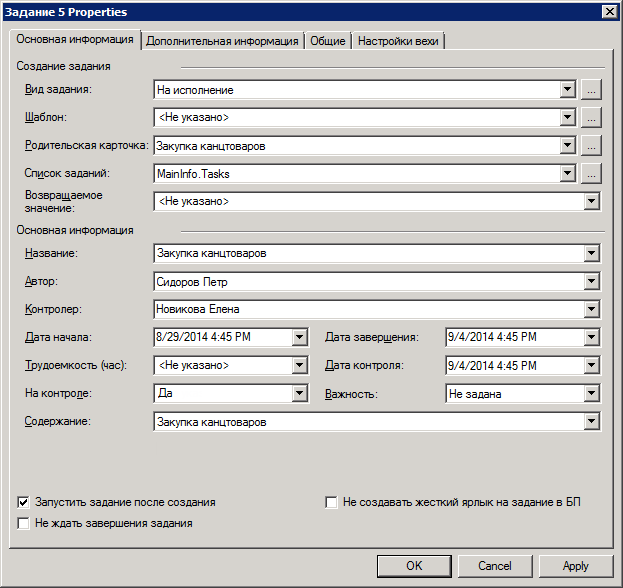 Задание 5 Properties
Основная информация Дополнительная информация Общие Настройки вехи
Создание задания
Вид задания: На исполнение ...
Шаблон: <Не указано> ...
Родительская карточка: Закупка канцтоваров ...
Список заданий: MainInfo.Tasks ...
Возвращаемое
значение: <Не указано>
Основная информация
Название: Закупка канцтоваров
Автор: Сидоров Петр
Контролер: Новикова Елена
Дата начала: 8/29/2014 4:45 PM Дата завершения: 9/4/2014 4:45 PM
Трудоемкость (час): <Не указано> Дата контроля: 9/4/2014 4:45 PM
На контроле: Да Важность: Не задана
Содержание: Закупка канцтоваров
Запустить задание после создания Не создавать жесткий ярлык на задание в БП
Не ждать завершения задания
OK Cancel Apply